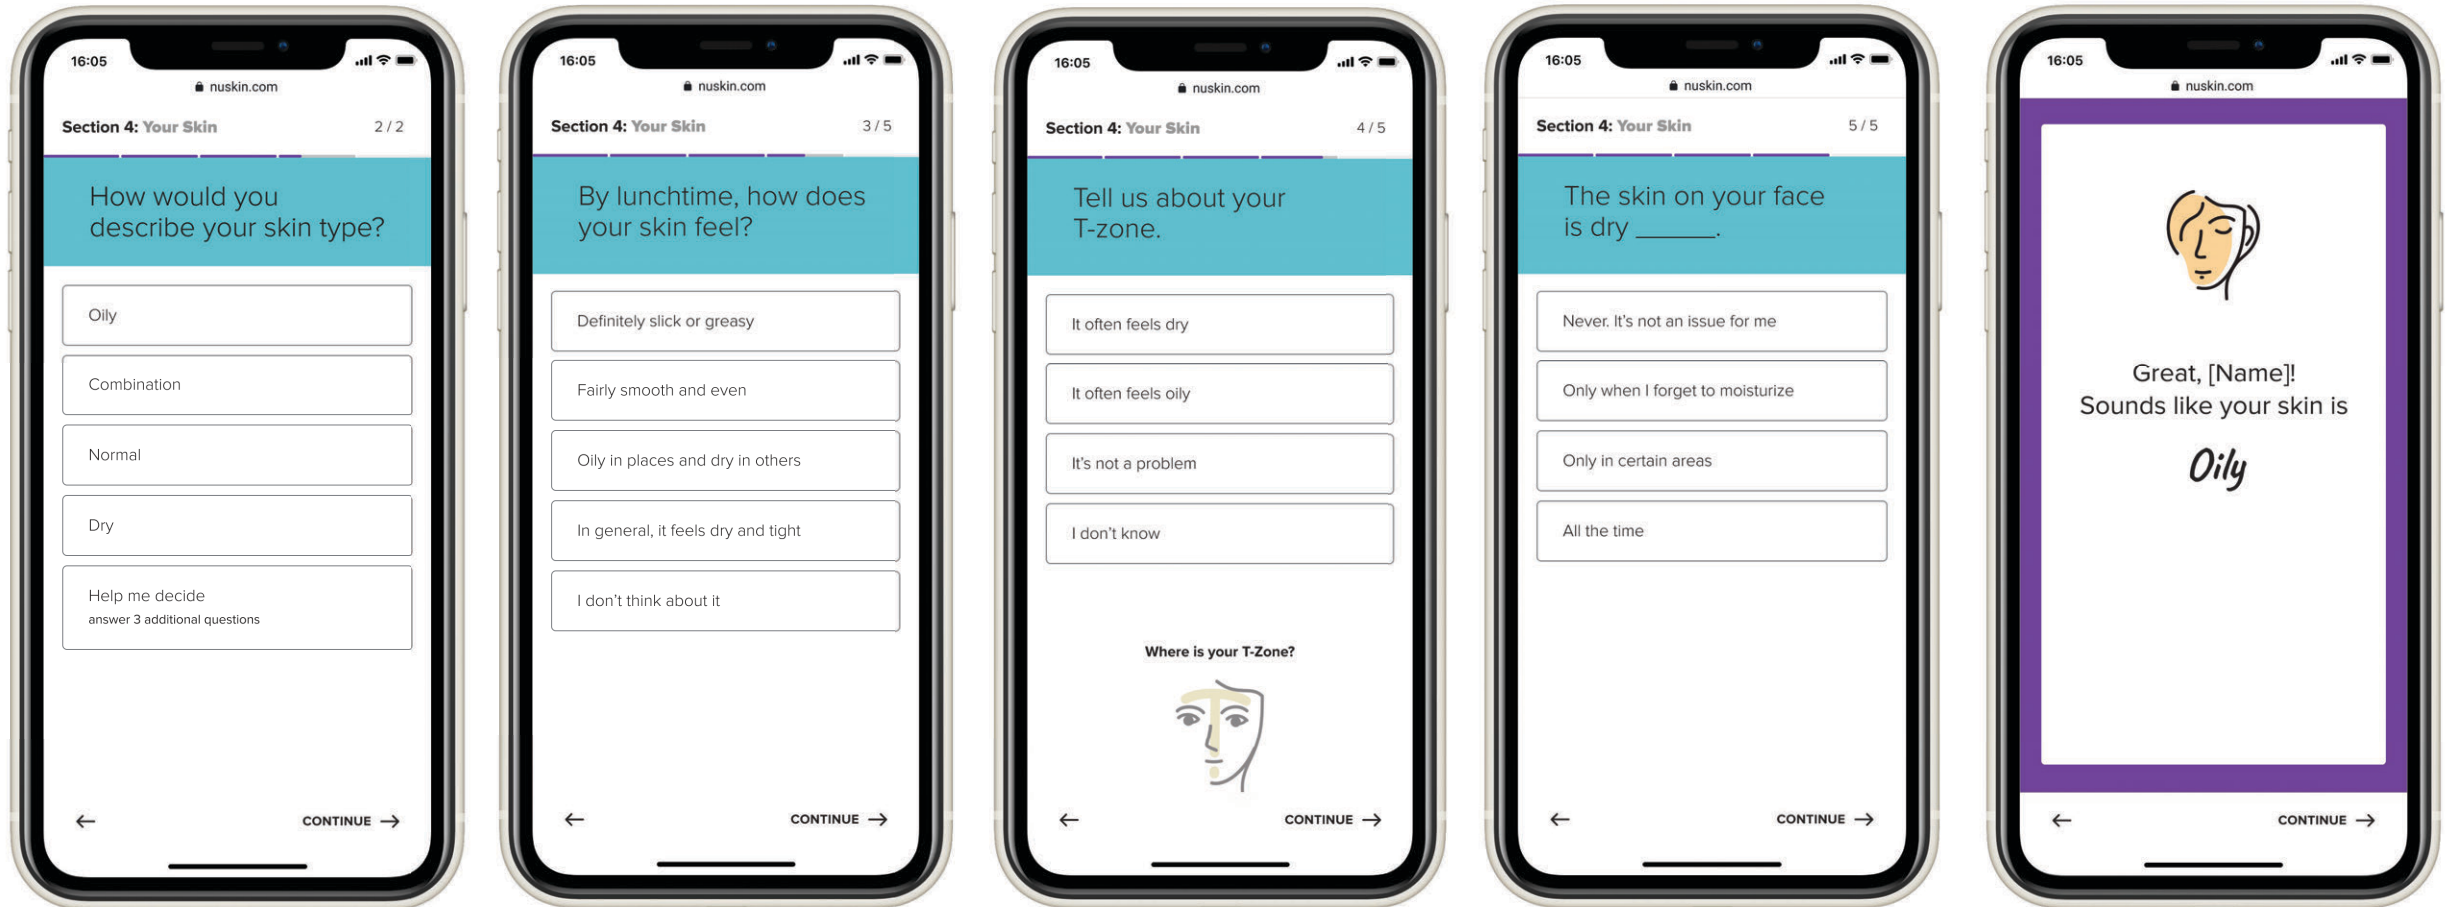 16:05
nuskin.com
Section 4: Your Skin 2 / 2
How would you
describe your skin type?
Oily
Combination
Normal
Dry
Help me decide
answer 3 additional questions
← CONTINUE →
16:05
nuskin.com
Section 4: Your Skin 3 / 5
By lunchtime, how does
your skin feel?
Definitely slick or greasy
Fairly smooth and even
Oily in places and dry in others
In general, it feels dry and tight
I don't think about it
← CONTINUE →
16:05
nuskin.com
Section 4: Your Skin 4 / 5
Tell us about your
T-zone.
It often feels dry
It often feels oily
It's not a problem
I don't know
Where is your T-Zone?
← CONTINUE →
16:05
nuskin.com
Section 4: Your Skin 5 / 5
The skin on your face
is dry ______.
Never. It's not an issue for me
Only when I forget to moisturize
Only in certain areas
All the time
← CONTINUE →
16:05
nuskin.com
Great, [Name]!
Sounds like your skin is
Oily
← CONTINUE →